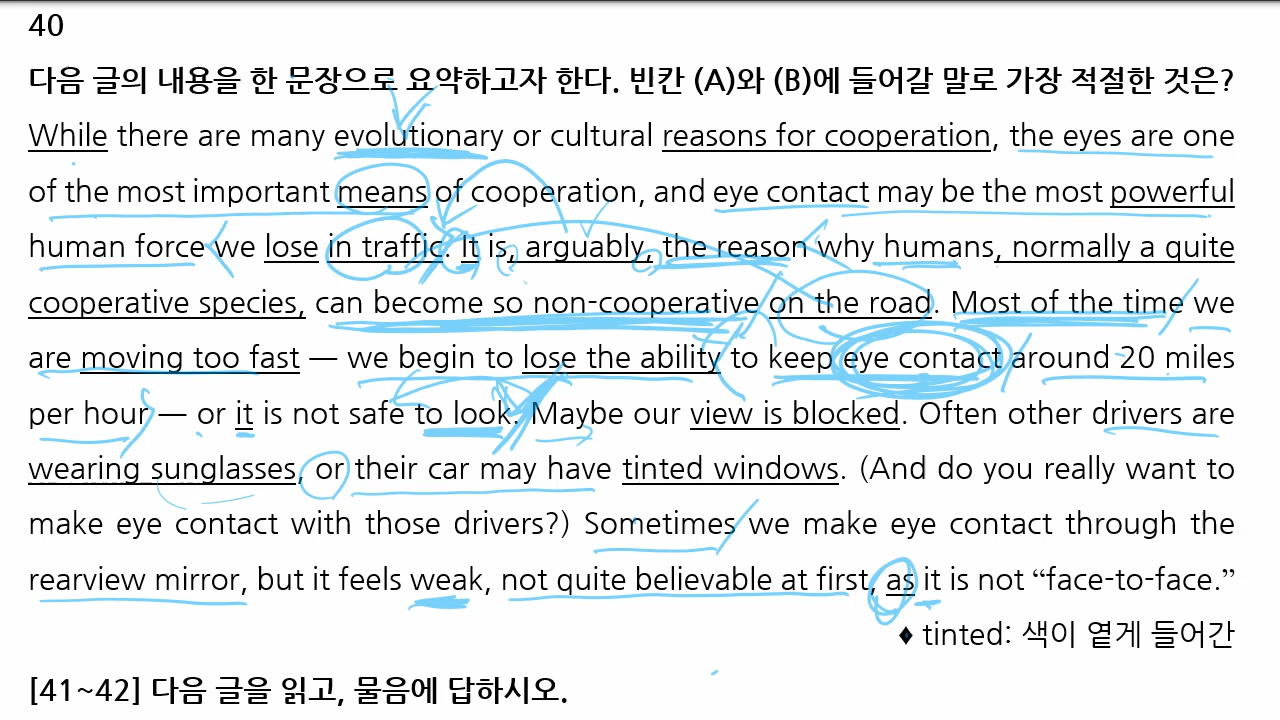 40
다음 글의 내용을 한 문장으로 요약하고자 한다. 빈칸 (A)와 (B)에 들어갈 말로 가장 적절한 것은?
While there are many evolutionary or cultural reasons for cooperation, the eyes are one
of the most important means of cooperation, and eye contact may be the most powerful
human force we lose in traffic. It is, arguably, the reason why humans, normally a quite
cooperative species, can become so non-cooperative on the road. Most of the time we
are moving too fast — we begin to lose the ability to keep eye contact around 20 miles
per hour — or it is not safe to look. Maybe our view is blocked. Often other drivers are
wearing sunglasses, or their car may have tinted windows. (And do you really want to
make eye contact with those drivers?) Sometimes we make eye contact through the
rearview mirror, but it feels weak, not quite believable at first, as it is not “face-to-face.”
♦ tinted: 색이 옅게 들어간
[41~42] 다음 글을 읽고, 물음에 답하시오.